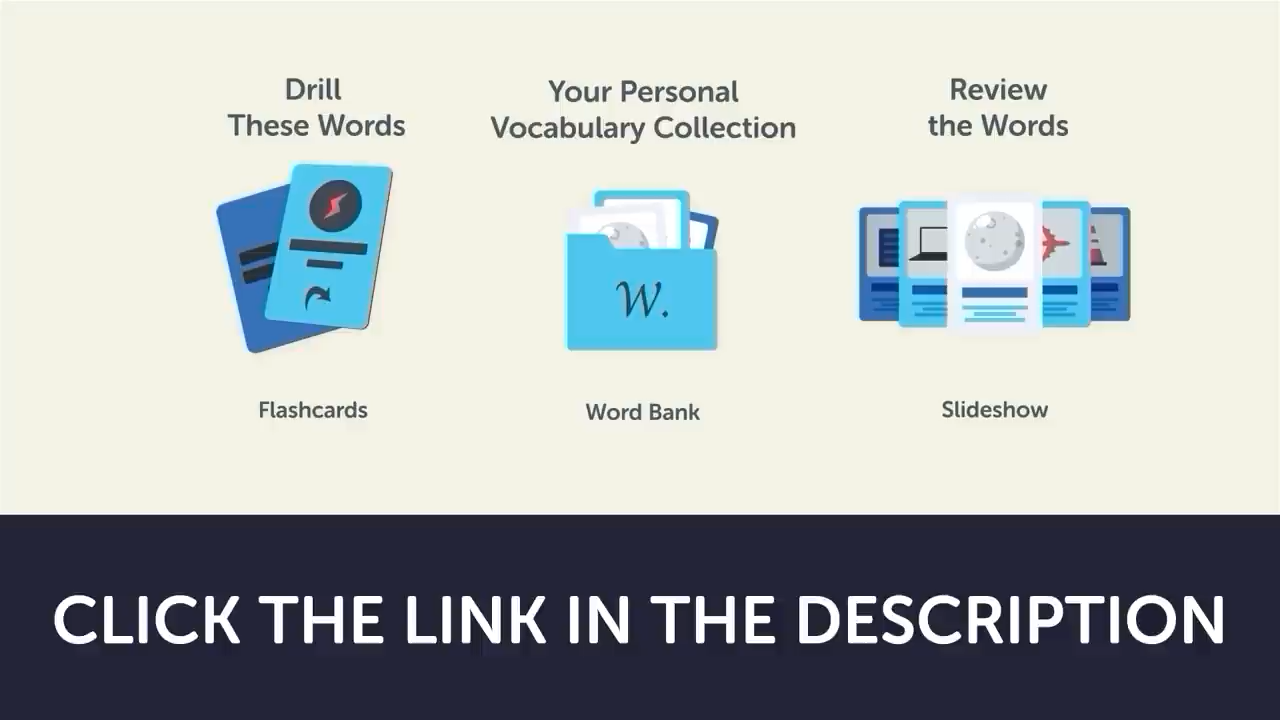 Drill
These Words
Your Personal
Vocabulary Collection
Review
the Words
W.
Flashcards
Word Bank
Slideshow
CLICK THE LINK IN THE DESCRIPTION